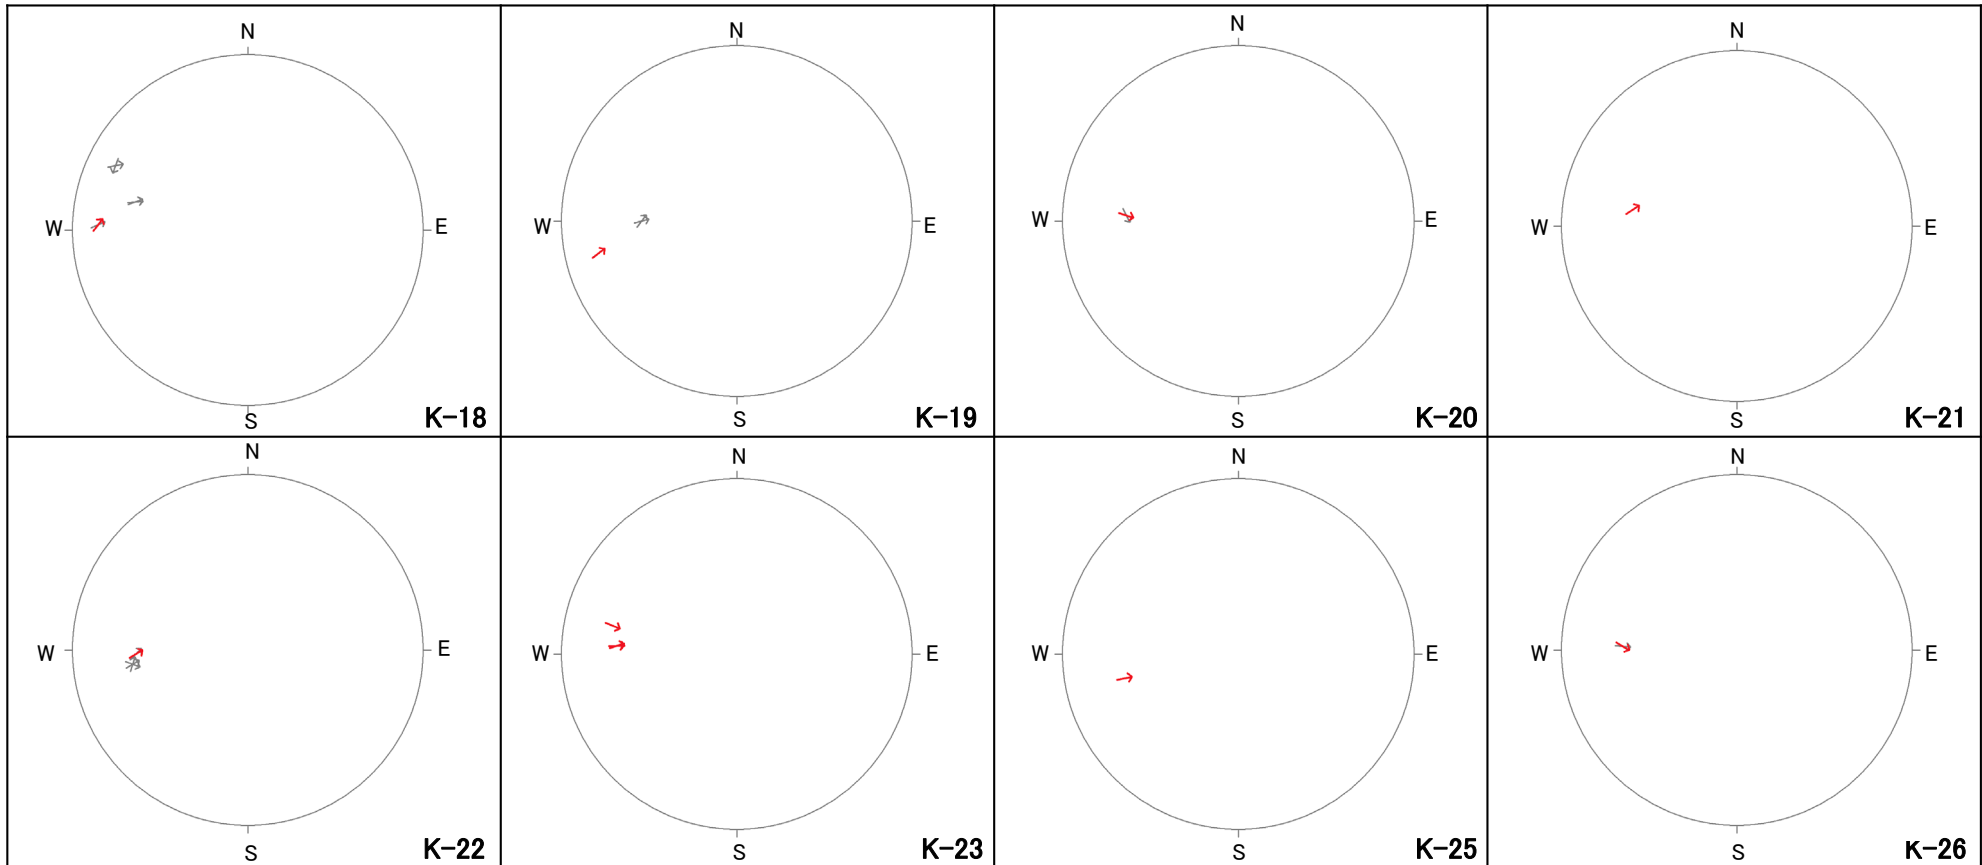 N N N N
W E W E W E W E
S K-18 S K-19 S K-20 S K-21
N N N N
W E W E W E W E
S K-22 S K-23 S K-25 S K-26